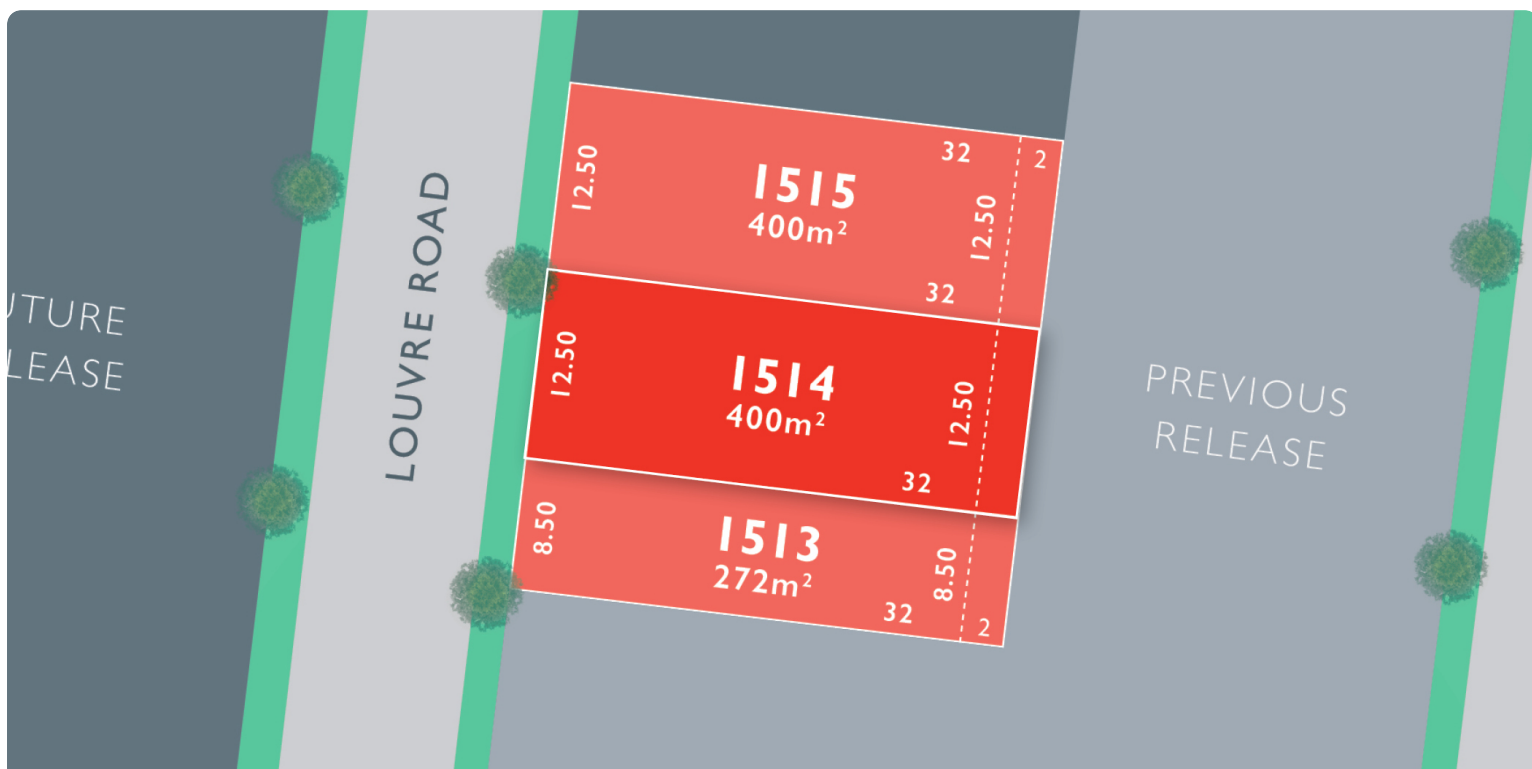 UTURE
LEASE
LOUVRE ROAD
12.50
1515
400m²
32
2
12.50
32
12.50
1514
400m²
12.50
32
8.50
1513
272m²
8.50
32
2
PREVIOUS
RELEASE